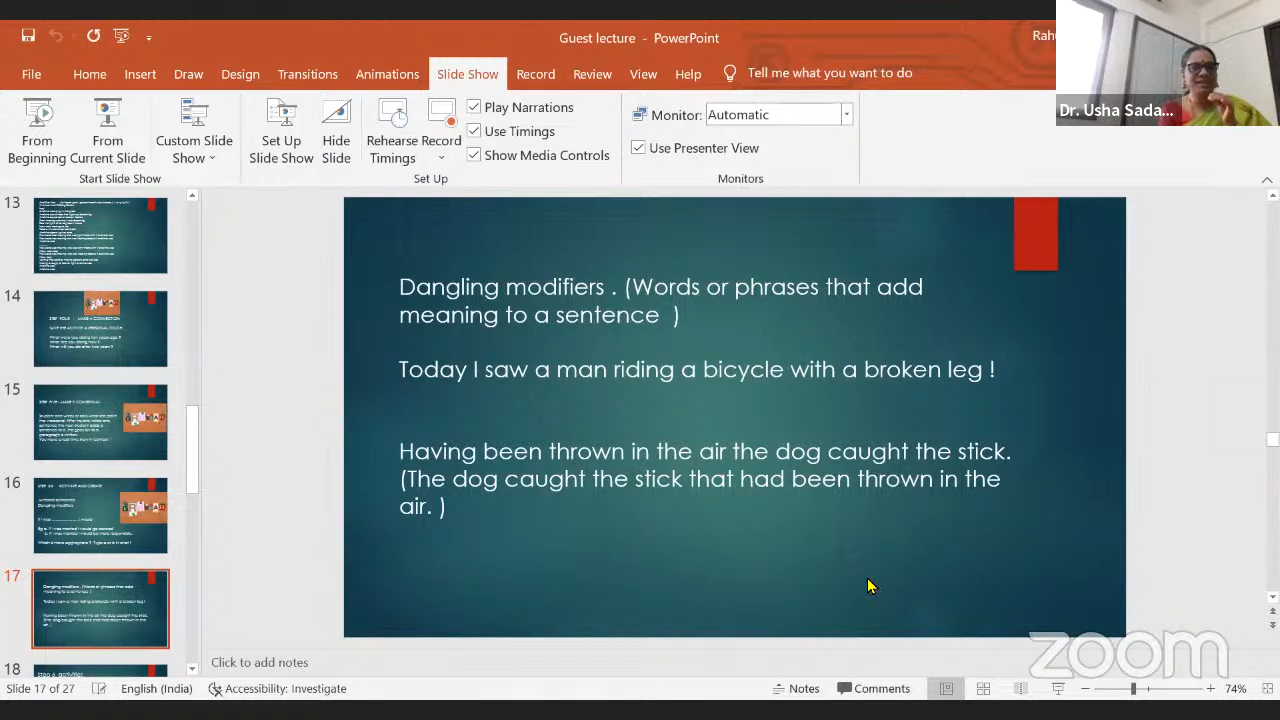 Guest lecture - PowerPoint
Rahu
File Home Insert Draw Design Transitions Animations Slide Show Record Review View Help Tell me what you want to do
From Beginning
From Current Slide
Custom Slide Show
Set Up Slide Show
Hide Slide
Rehearse Timings
Record
Play Narrations
Use Timings
Show Media Controls
Monitor: Automatic
Use Presenter View
Start Slide Show
Set Up
Monitors
Dr. Usha Sada...
13
14
15
16
17
18
Dangling modifiers . (Words or phrases that add
meaning to a sentence )
Today I saw a man riding a bicycle with a broken leg !
Having been thrown in the air the dog caught the stick.
(The dog caught the stick that had been thrown in the
air. )
Click to add notes
zoom
Slide 17 of 27 English (India) Accessibility: Investigate Notes Comments 74%